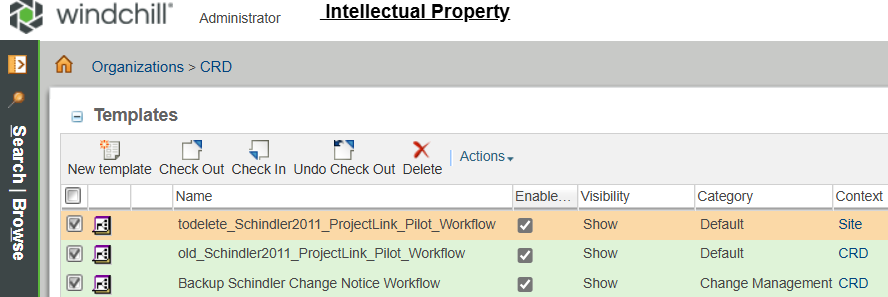 windchill®
Administrator
Intellectual Property
Organizations > CRD
Search | Browse
Templates
New template Check Out Check In Undo Check Out Delete Actions
Name Enable... Visibility Category Context
todelete_Schindler2011_ProjectLink_Pilot_Workflow Show Default Site
old_Schindler2011_ProjectLink_Pilot_Workflow Show Default CRD
Backup Schindler Change Notice Workflow Show Change Management CRD